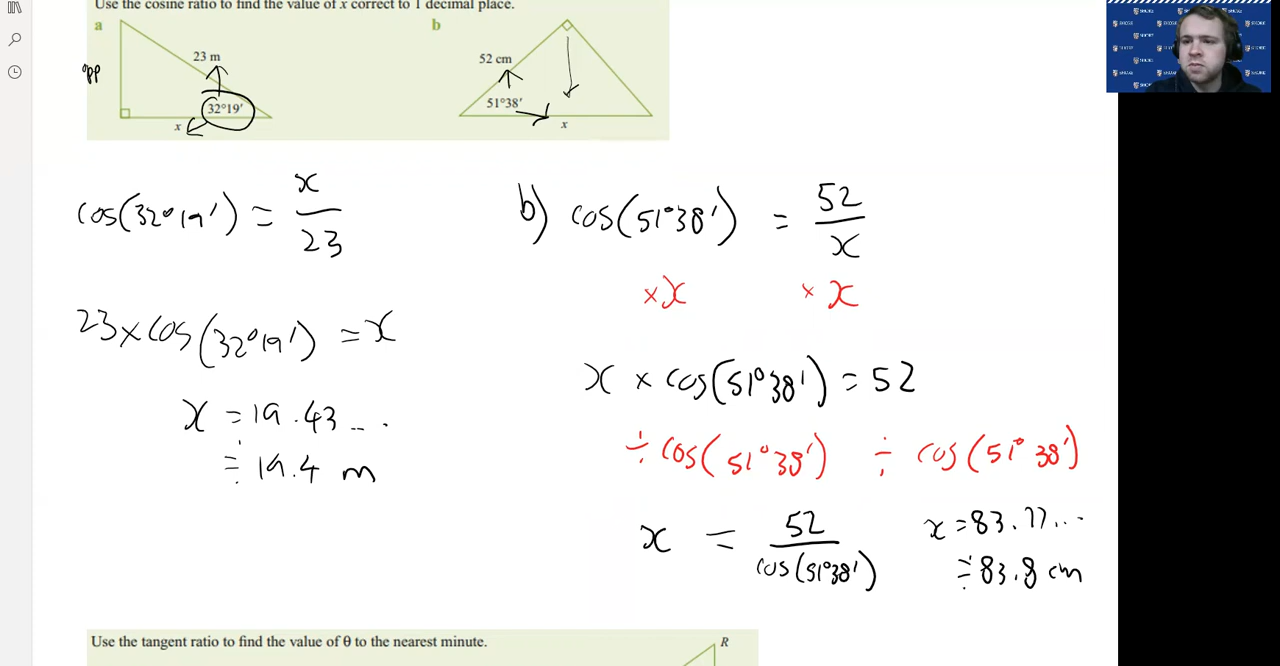 Use the cosine ratio to find the value of x correct to 1 decimal place.
a
b
23 m
opp
32°19′
x
52 cm
51°38′
x
cos(32°19′) = x/23
23 × cos(32°19′) = x
x = 19.43...
≐ 19.4 m
b) cos(51°38′) = 52/x
×x ×x
x × cos(51°38′) = 52
÷ cos(51°38′) ÷ cos(51°38′)
x = 52/cos(51°38′)
x = 83.77...
≐ 83.8 cm
Use the tangent ratio to find the value of θ to the nearest minute.
R